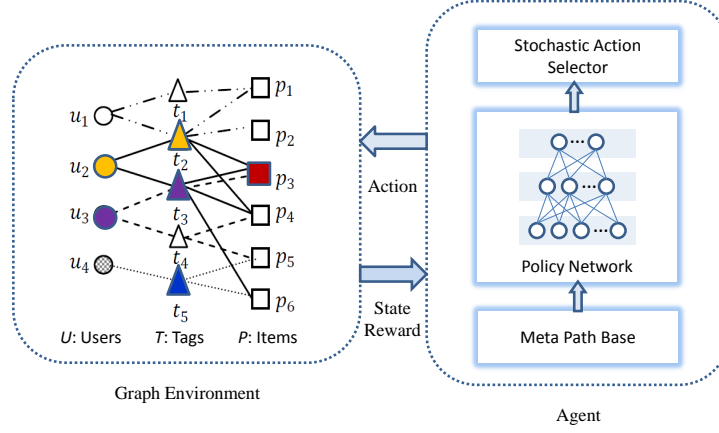 u1
u2
u3
u4
t1
t2
t3
t4
t5
p1
p2
p3
p4
p5
p6
U: Users
T: Tags
P: Items
Graph Environment
Action
State
Reward
Stochastic Action
Selector
Policy Network
Meta Path Base
Agent